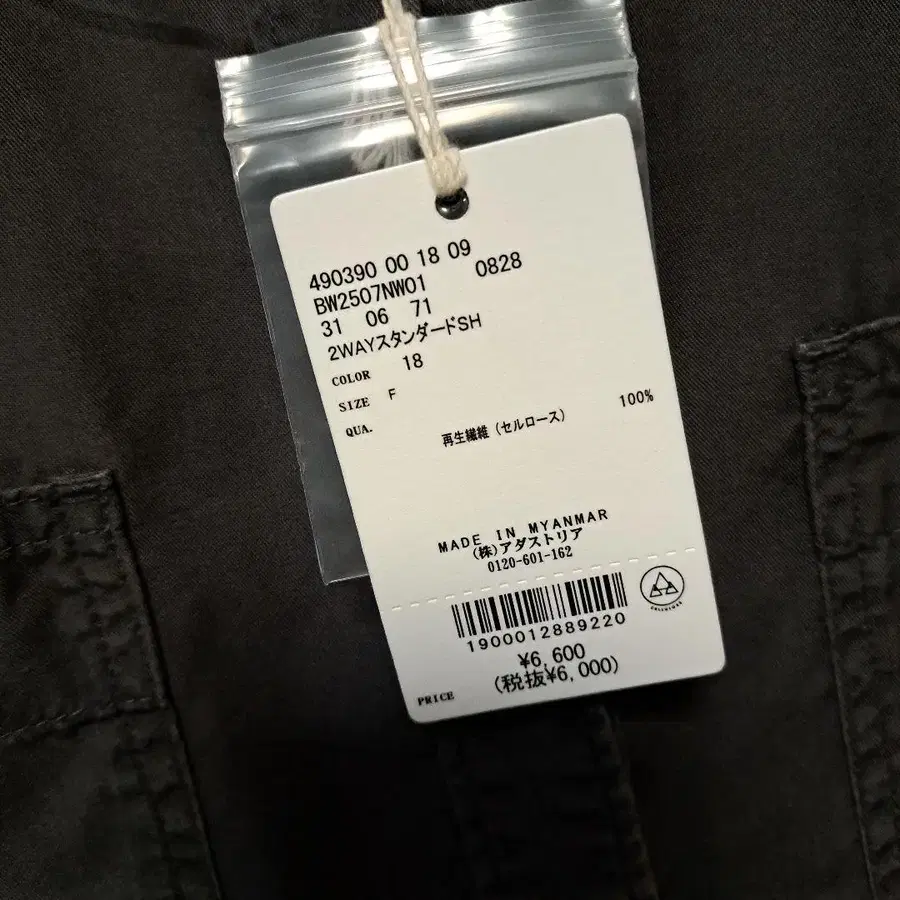 490390 00 18 09
BW2507NW01 0828
31 06 71
2WAYスタンダードSH
COLOR 18
SIZE F
QUA.
再生繊維(セルロース) 100%
MADE IN MYANMAR
(株)アダストリア
0120-601-162
1900012889220
¥6,600
PRICE (税抜¥6,000)